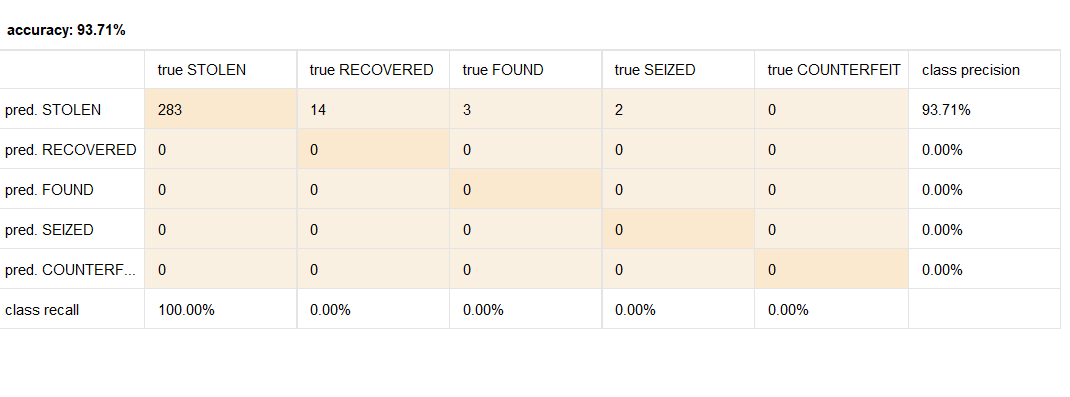 accuracy: 93.71%
true STOLEN true RECOVERED true FOUND true SEIZED true COUNTERFEIT class precision
pred. STOLEN 283 14 3 2 0 93.71%
pred. RECOVERED 0 0 0 0 0 0.00%
pred. FOUND 0 0 0 0 0 0.00%
pred. SEIZED 0 0 0 0 0 0.00%
pred. COUNTERF... 0 0 0 0 0 0.00%
class recall 100.00% 0.00% 0.00% 0.00% 0.00%